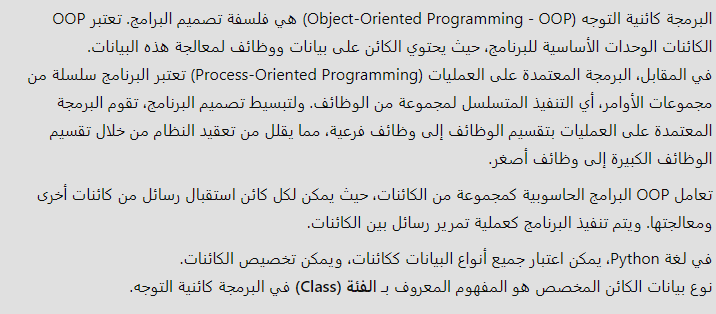 البرمجة كائنية التوجه (Object-Oriented Programming - OOP) هي فلسفة تصميم البرامج. تعتبر OOP
الكائنات الوحدات الأساسية للبرنامج، حيث يحتوي الكائن على بيانات ووظائف لمعالجة هذه البيانات.
في المقابل، البرمجة المعتمدة على العمليات (Process-Oriented Programming) تعتبر البرنامج سلسلة من
مجموعات الأوامر، أي التنفيذ المتسلسل لمجموعة من الوظائف. ولتبسيط تصميم البرنامج، تقوم البرمجة
المعتمدة على العمليات بتقسيم الوظائف إلى وظائف فرعية، مما يقلل من تعقيد النظام من خلال تقسيم
الوظائف الكبيرة إلى وظائف أصغر.
تعامل OOP البرامج الحاسوبية كمجموعة من الكائنات، حيث يمكن لكل كائن استقبال رسائل من كائنات أخرى
ومعالجتها. ويتم تنفيذ البرنامج كعملية تمرير رسائل بين الكائنات.
في لغة Python، يمكن اعتبار جميع أنواع البيانات ككائنات، ويمكن تخصيص الكائنات.
نوع بيانات الكائن المخصص هو المفهوم المعروف بـ الفئة (Class) في البرمجة كائنية التوجه.